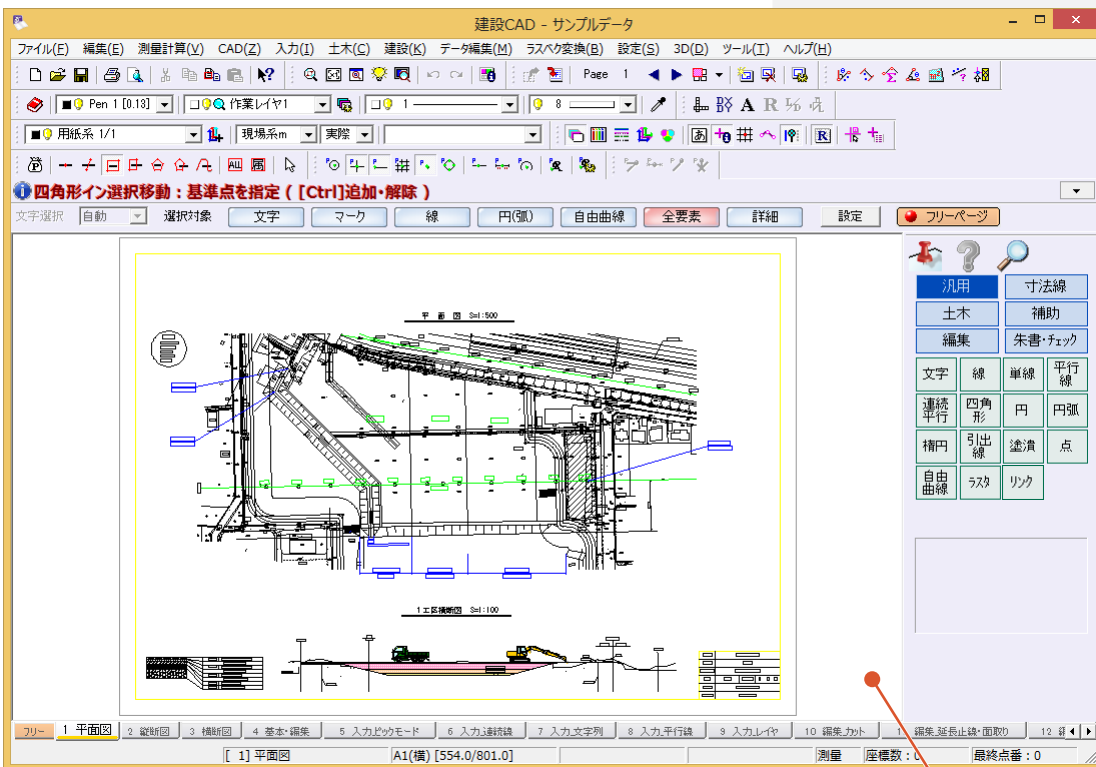 建設CAD - サンプルデータ
ファイル(F) 編集(E) 測量計算(V) CAD(Z) 入力(I) 土木(C) 建設(K) データ編集(M) ラスベク変換(B) 設定(S) 3D(D) ツール(T) ヘルプ(H)
Page 1
Pen 1 [0.13] 作業レイヤ1 1 8
用紙系 1/1 現場系m 実際
四角形イン選択移動：基準点を指定 ( [Ctrl]追加・解除 )
文字選択 自動 選択対象 文字 マーク 線 円(弧) 自由曲線 全要素 詳細 設定 フリーページ
汎用 寸法線
土木 補助
編集 朱書・チェック
文字 線 単線 平行線
連続平行 四角形 円 円弧
楕円 引出線 塗潰 点
自由曲線 ラスタ リンク
平 面 図 S=1:500
1工区横断図 S=1:100
フリー 1 平面図 2 縦断図 3 横断図 4 基本・編集 5 入力_ピックモード 6 入力_連続線 7 入力_文字列 8 入力_平行線 9 入力_レイヤ 10 編集_カット 編集_延長止線・面取り 12
[ 1] 平面図 A1(横) [554.0/801.0] 測量 座標数：0 最終点番：0